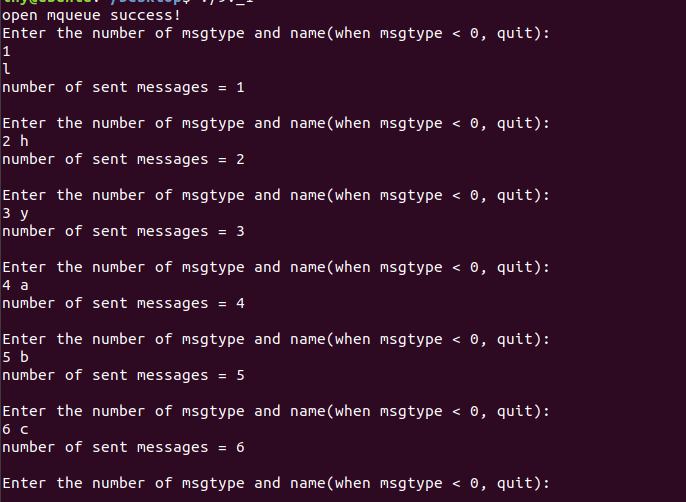 open mqueue success!
Enter the number of msgtype and name(when msgtype < 0, quit):
1
l
number of sent messages = 1
Enter the number of msgtype and name(when msgtype < 0, quit):
2 h
number of sent messages = 2
Enter the number of msgtype and name(when msgtype < 0, quit):
3 y
number of sent messages = 3
Enter the number of msgtype and name(when msgtype < 0, quit):
4 a
number of sent messages = 4
Enter the number of msgtype and name(when msgtype < 0, quit):
5 b
number of sent messages = 5
Enter the number of msgtype and name(when msgtype < 0, quit):
6 c
number of sent messages = 6
Enter the number of msgtype and name(when msgtype < 0, quit):